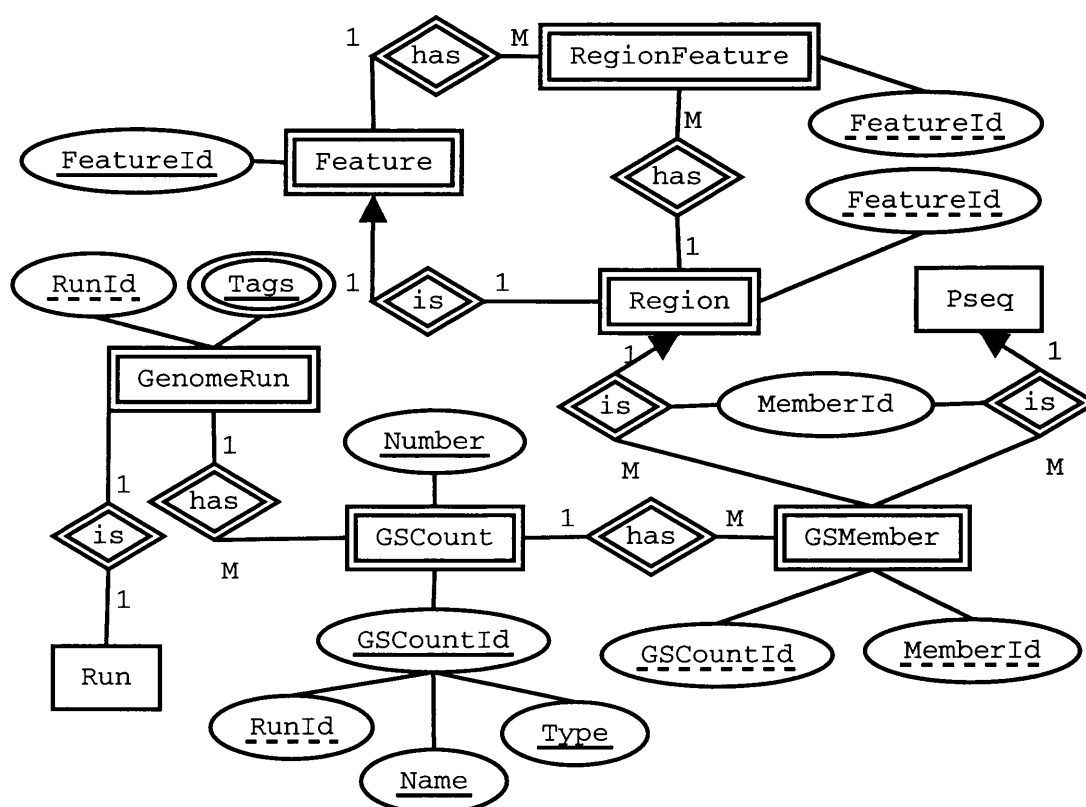 1
has
M
RegionFeature
FeatureId
Feature
M
has
FeatureId
FeatureId
RunId
Tags
1
is
1
1
Region
Pseq
GenomeRun
1
is
MemberId
1
is
Number
1
M
M
1
has
is
GSCount
1
has
M
GSMember
M
1
GSCountId
GSCountId
MemberId
Run
RunId
Type
Name